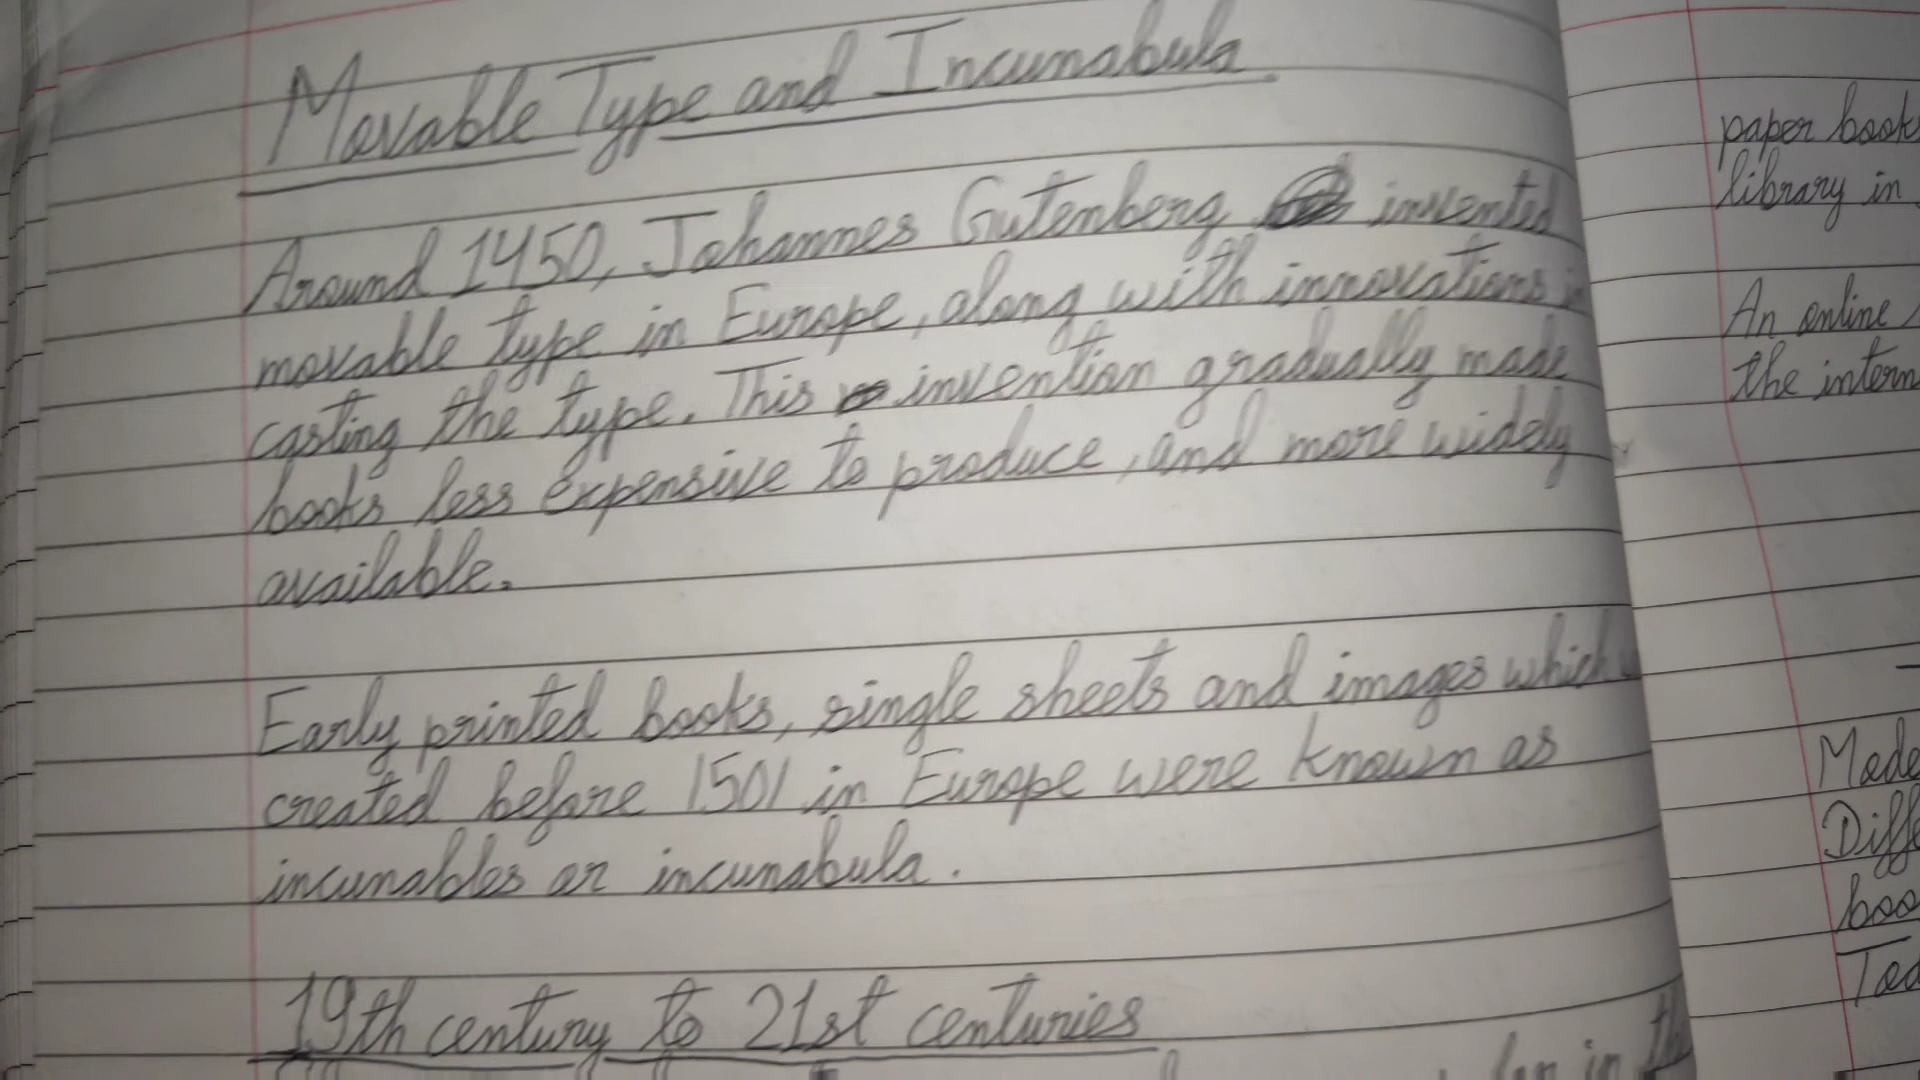 Movable Type and Incunabula
Around 1450, Johannes Gutenberg invented
movable type in Europe, along with innovations in
casting the type. This invention gradually made
books less expensive to produce, and more widely
available.
Early printed books, single sheets and images which
created before 1501 in Europe were known as
incunables or incunabula.
19th century to 21st centuries
in the
paper book
library in
An online
the intern
Made
Diff
boo